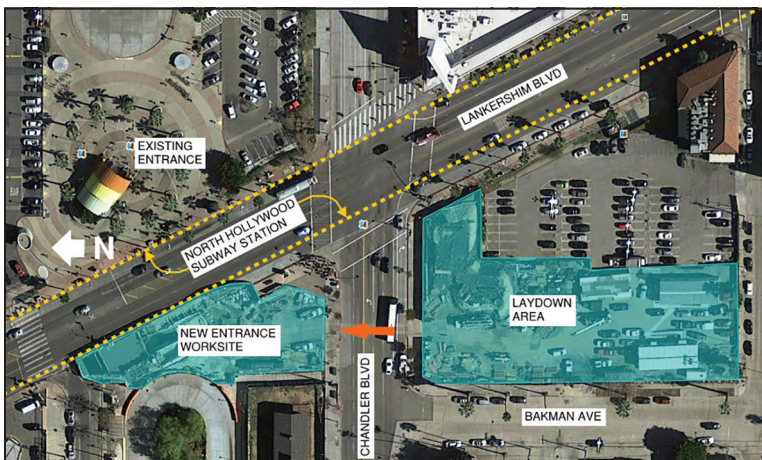 LANKERSHIM BLVD
EXISTING
ENTRANCE
N
NORTH HOLLYWOOD
SUBWAY STATION
NEW ENTRANCE
WORKSITE
LAYDOWN
AREA
CHANDLER BLVD
BAKMAN AVE